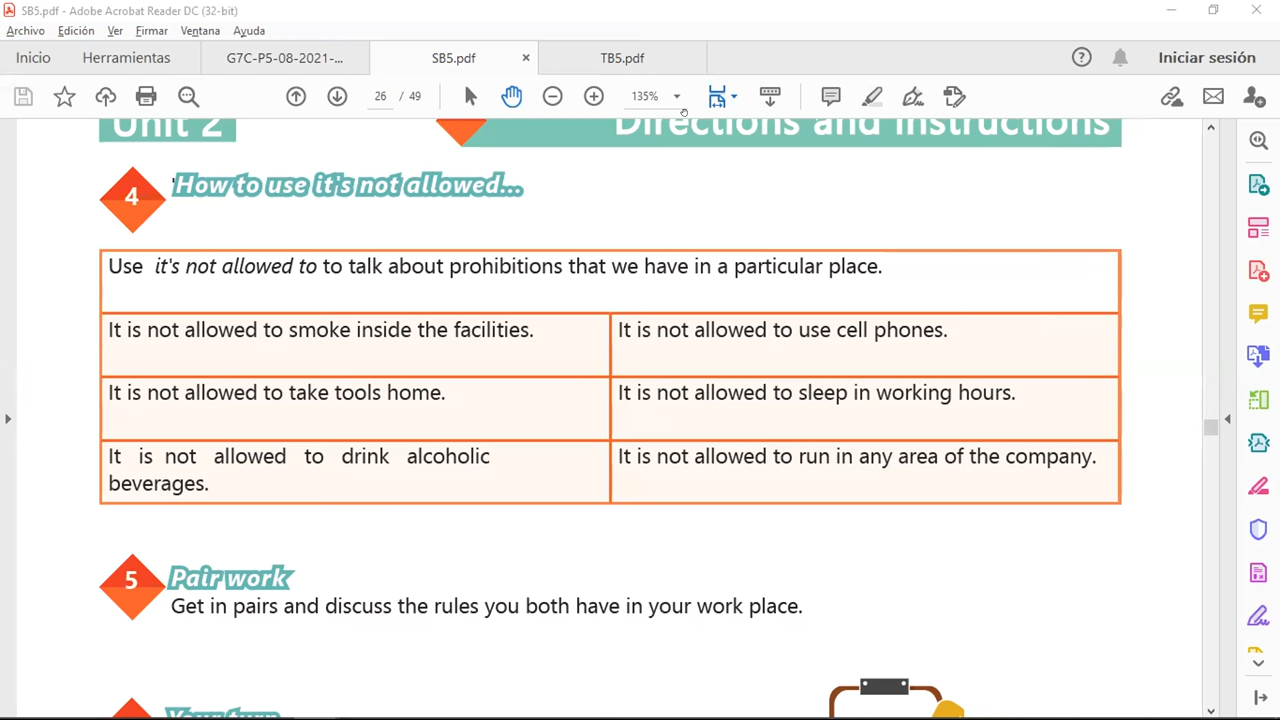 SB5.pdf - Adobe Acrobat Reader DC (32-bit)
Archivo Edición Ver Firmar Ventana Ayuda
Inicio Herramientas G7C-P5-08-2021-... SB5.pdf × TB5.pdf Iniciar sesión
26 / 49 135%
Unit 2 Directions and Instructions
4 How to use it's not allowed...
Use it's not allowed to to talk about prohibitions that we have in a particular place.
It is not allowed to smoke inside the facilities. It is not allowed to use cell phones.
It is not allowed to take tools home. It is not allowed to sleep in working hours.
It is not allowed to drink alcoholic It is not allowed to run in any area of the company.
beverages.
5 Pair work
Get in pairs and discuss the rules you both have in your work place.
Your turn